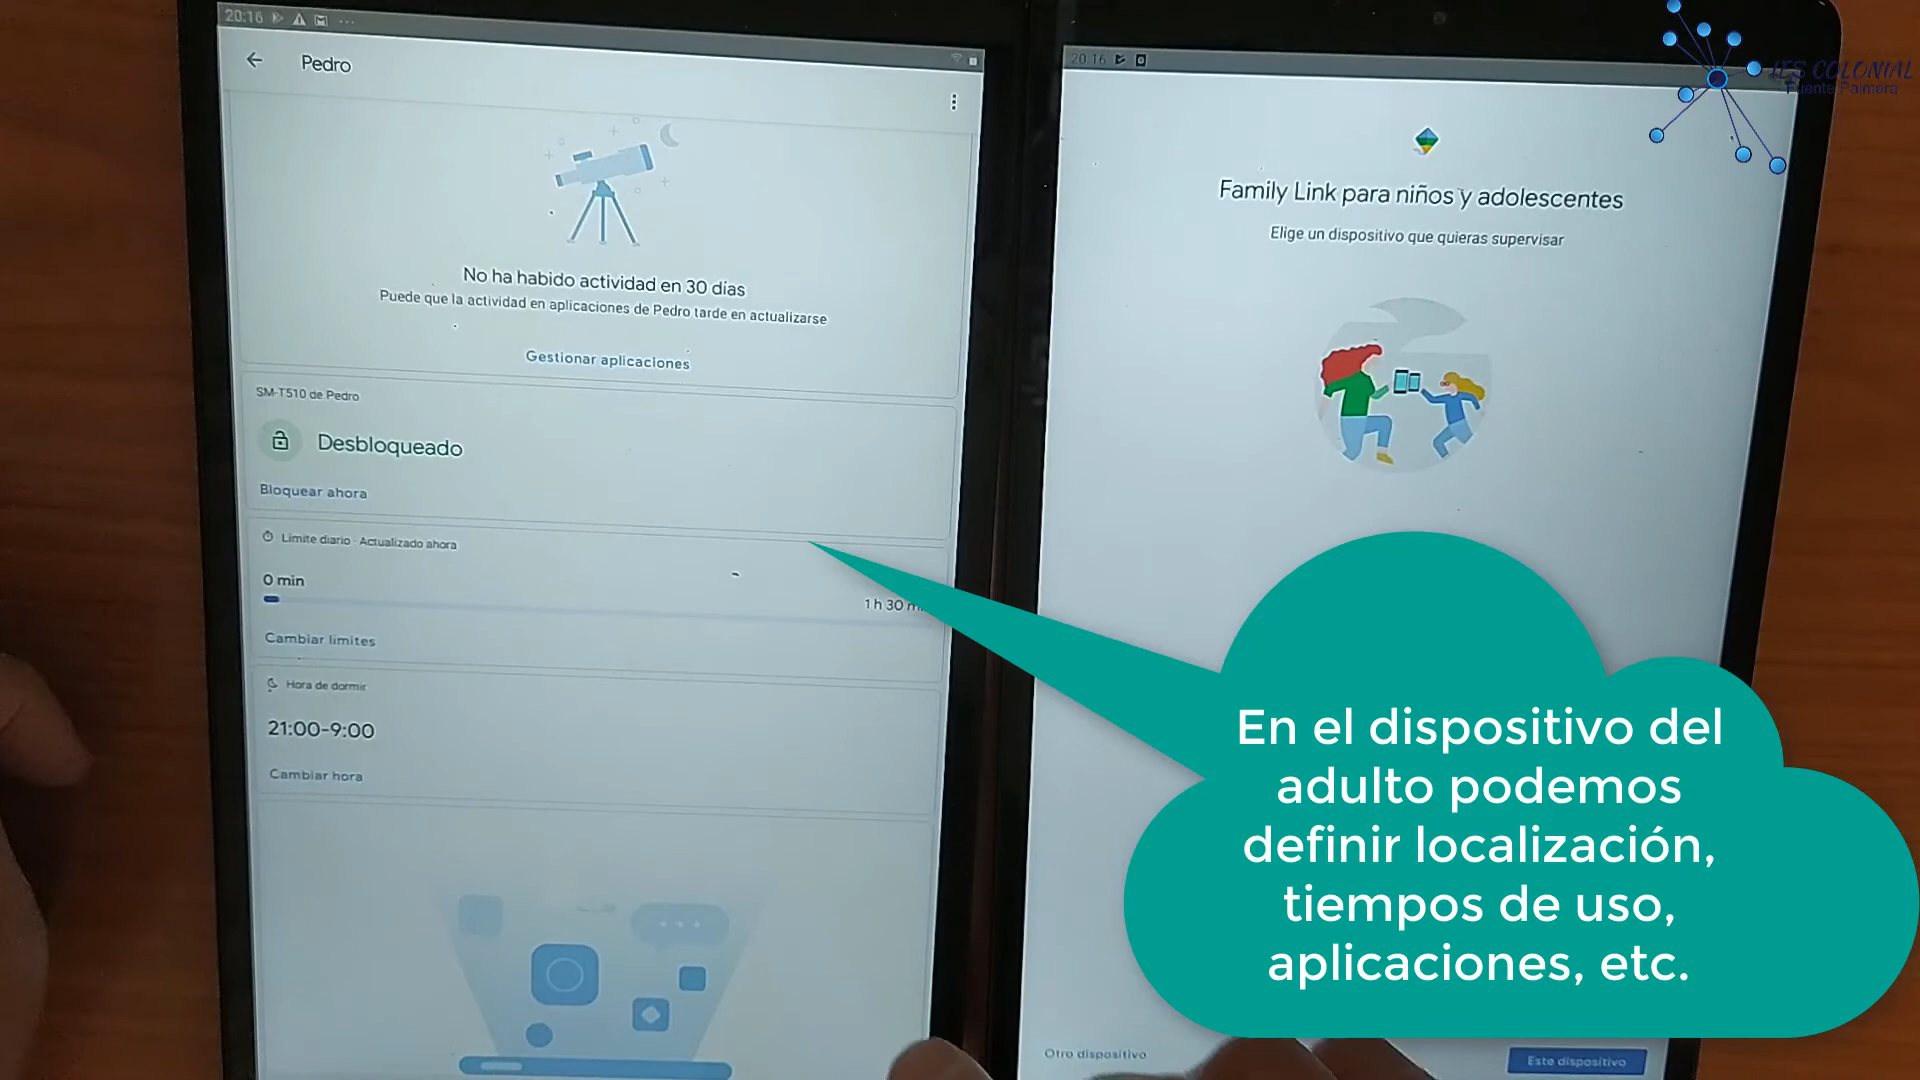 20:16
Pedro
No ha habido actividad en 30 días
Puede que la actividad en aplicaciones de Pedro tarde en actualizarse
Gestionar aplicaciones
SM-T510 de Pedro
Desbloqueado
Bloquear ahora
Límite diario · Actualizado ahora
0 min
1 h 30 m
Cambiar límites
Hora de dormir
21:00-9:00
Cambiar hora
20:16
IES COLONIAL
Fuente Palmera
Family Link para niños y adolescentes
Elige un dispositivo que quieras supervisar
En el dispositivo del
adulto podemos
definir localización,
tiempos de uso,
aplicaciones, etc.
Otro dispositivo
Este dispositivo